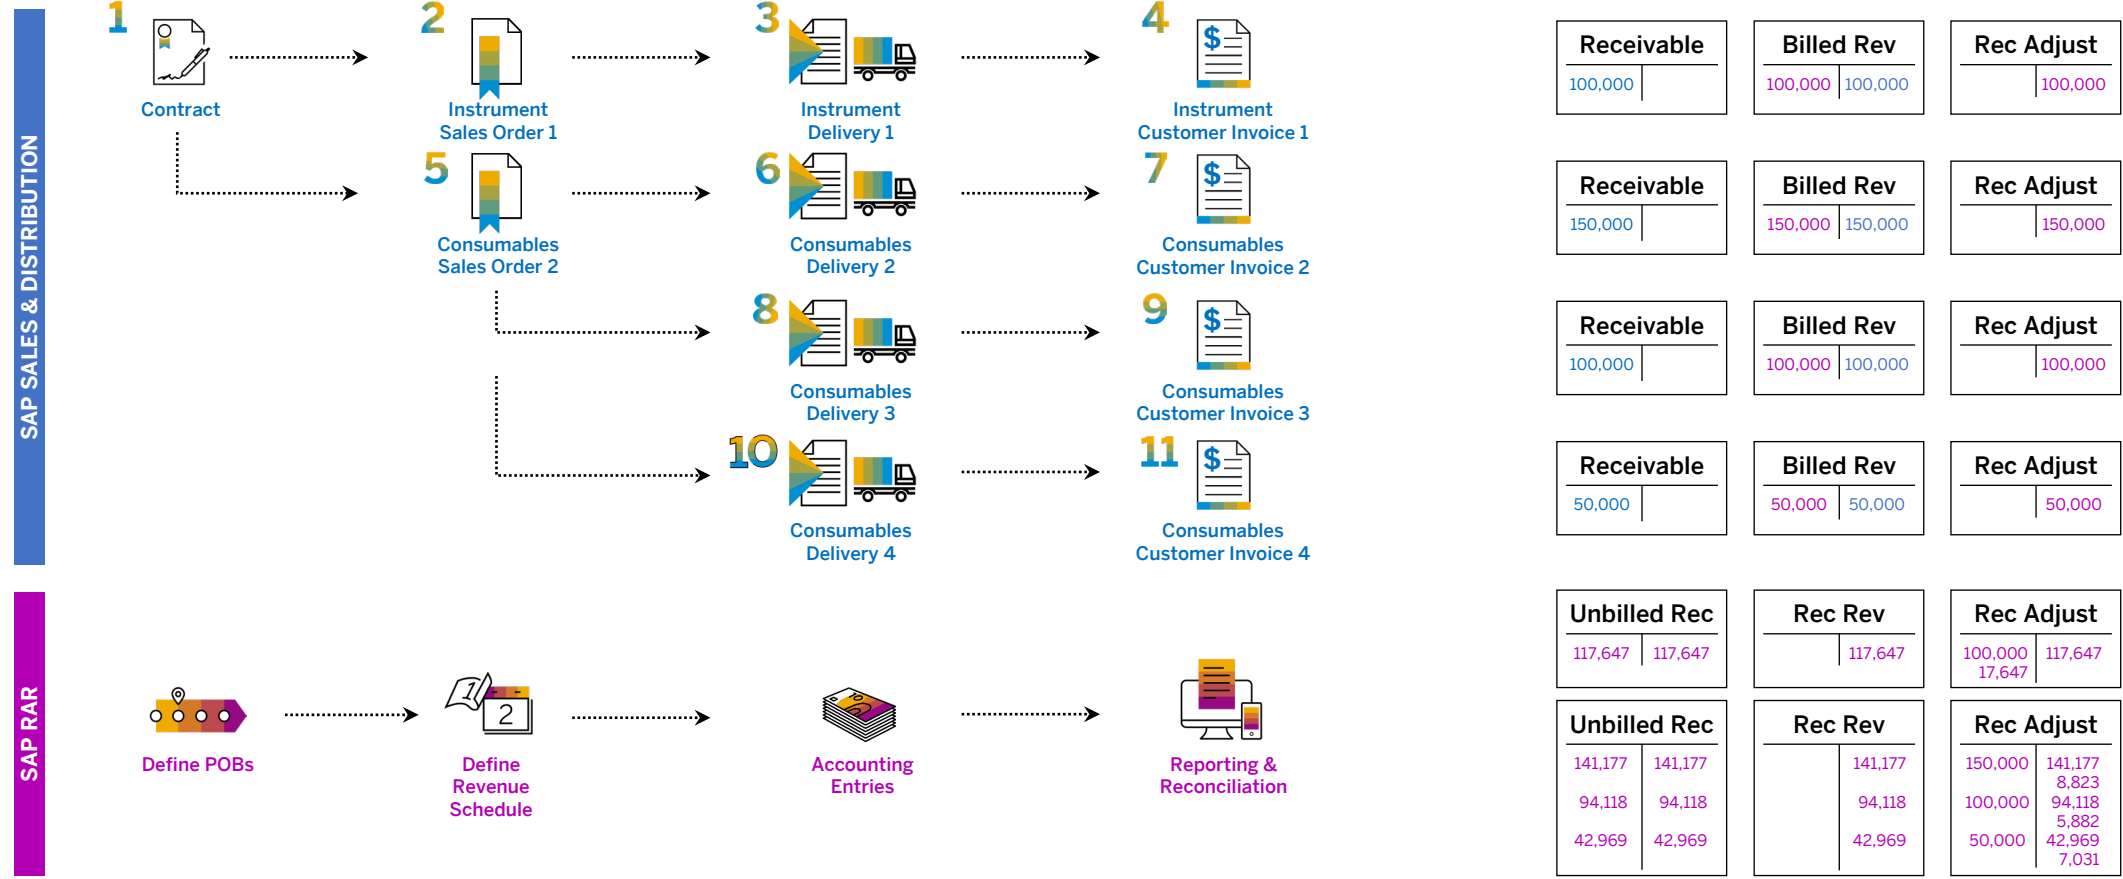 SAP SALES & DISTRIBUTION
1
Contract
2
Instrument
Sales Order 1
3
Instrument
Delivery 1
4
$
Instrument
Customer Invoice 1
Receivable
100,000
Billed Rev
100,000 100,000
Rec Adjust
100,000
5
Consumables
Sales Order 2
6
Consumables
Delivery 2
7
$
Consumables
Customer Invoice 2
Receivable
150,000
Billed Rev
150,000 150,000
Rec Adjust
150,000
8
Consumables
Delivery 3
9
$
Consumables
Customer Invoice 3
Receivable
100,000
Billed Rev
100,000 100,000
Rec Adjust
100,000
10
Consumables
Delivery 4
11
$
Consumables
Customer Invoice 4
Receivable
50,000
Billed Rev
50,000 50,000
Rec Adjust
50,000
SAP RAR
Define POBs
1
2
Define
Revenue
Schedule
10
Accounting
Entries
Reporting &
Reconciliation
Unbilled Rec
117,647 117,647
Rec Rev
117,647
Rec Adjust
100,000 117,647
17,647
Unbilled Rec
141,177 141,177
94,118 94,118
42,969 42,969
Rec Rev
141,177
94,118
42,969
Rec Adjust
150,000 141,177
8,823
100,000 94,118
5,882
50,000 42,969
7,031